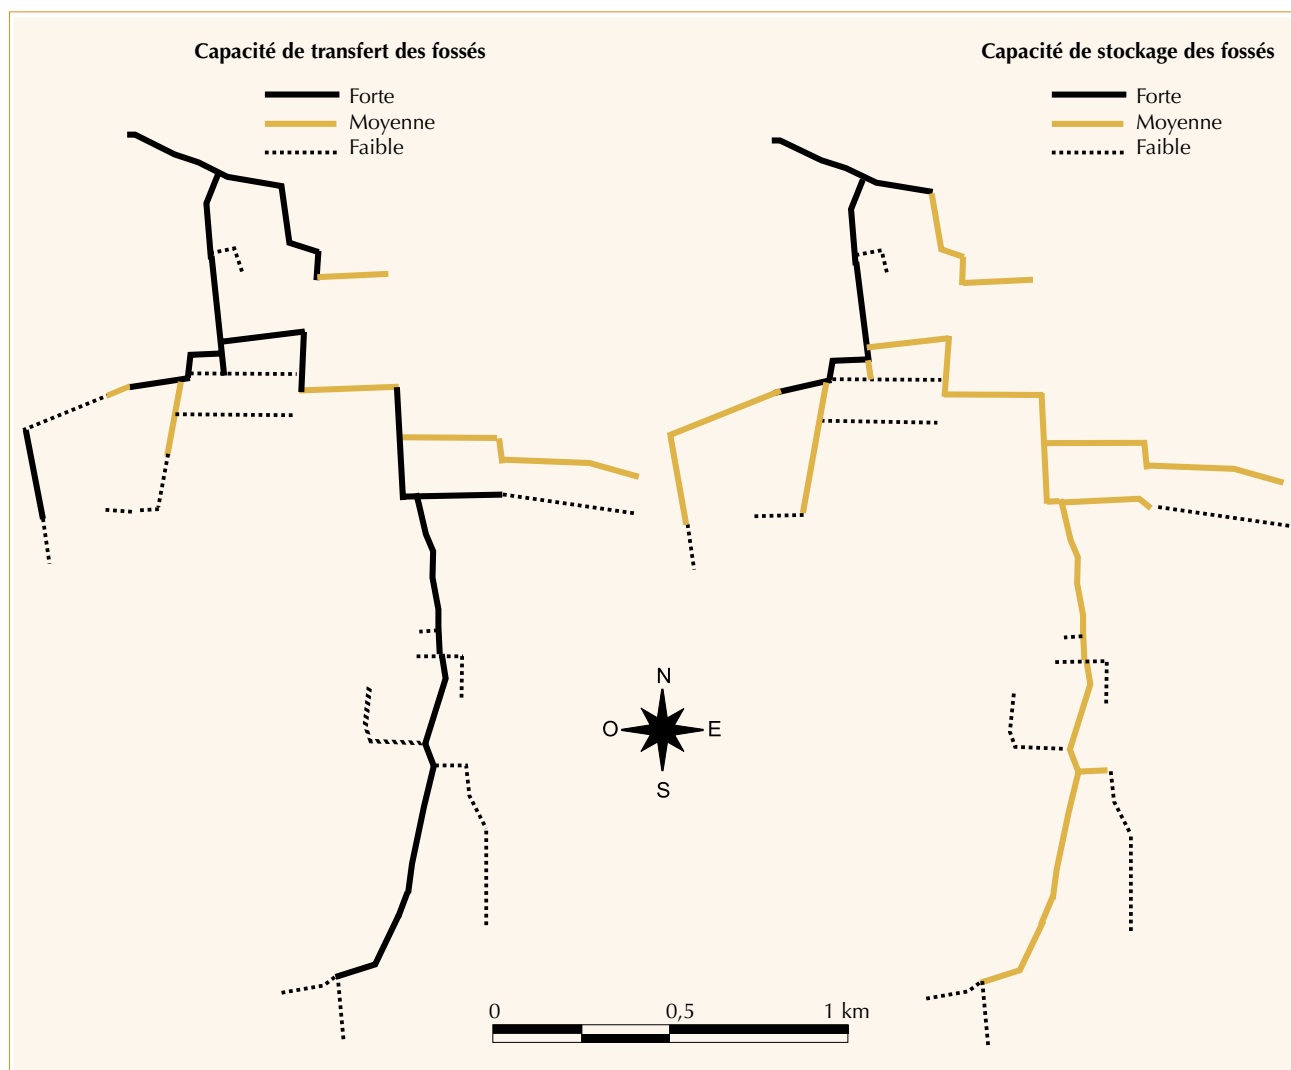 Capacité de transfert des fossés
Forte
Moyenne
Faible
Capacité de stockage des fossés
Forte
Moyenne
Faible
N
O
E
S
0
0,5
1 km